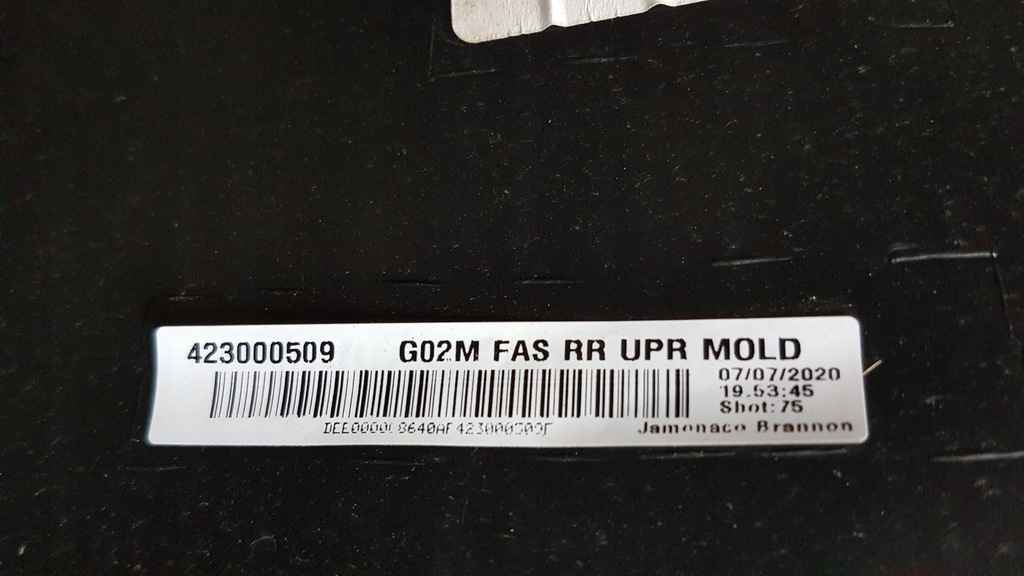 423000509 G02M FAS RR UPR MOLD
07/07/2020
19:53:45
Shot: 75
Jamonaco Brannon